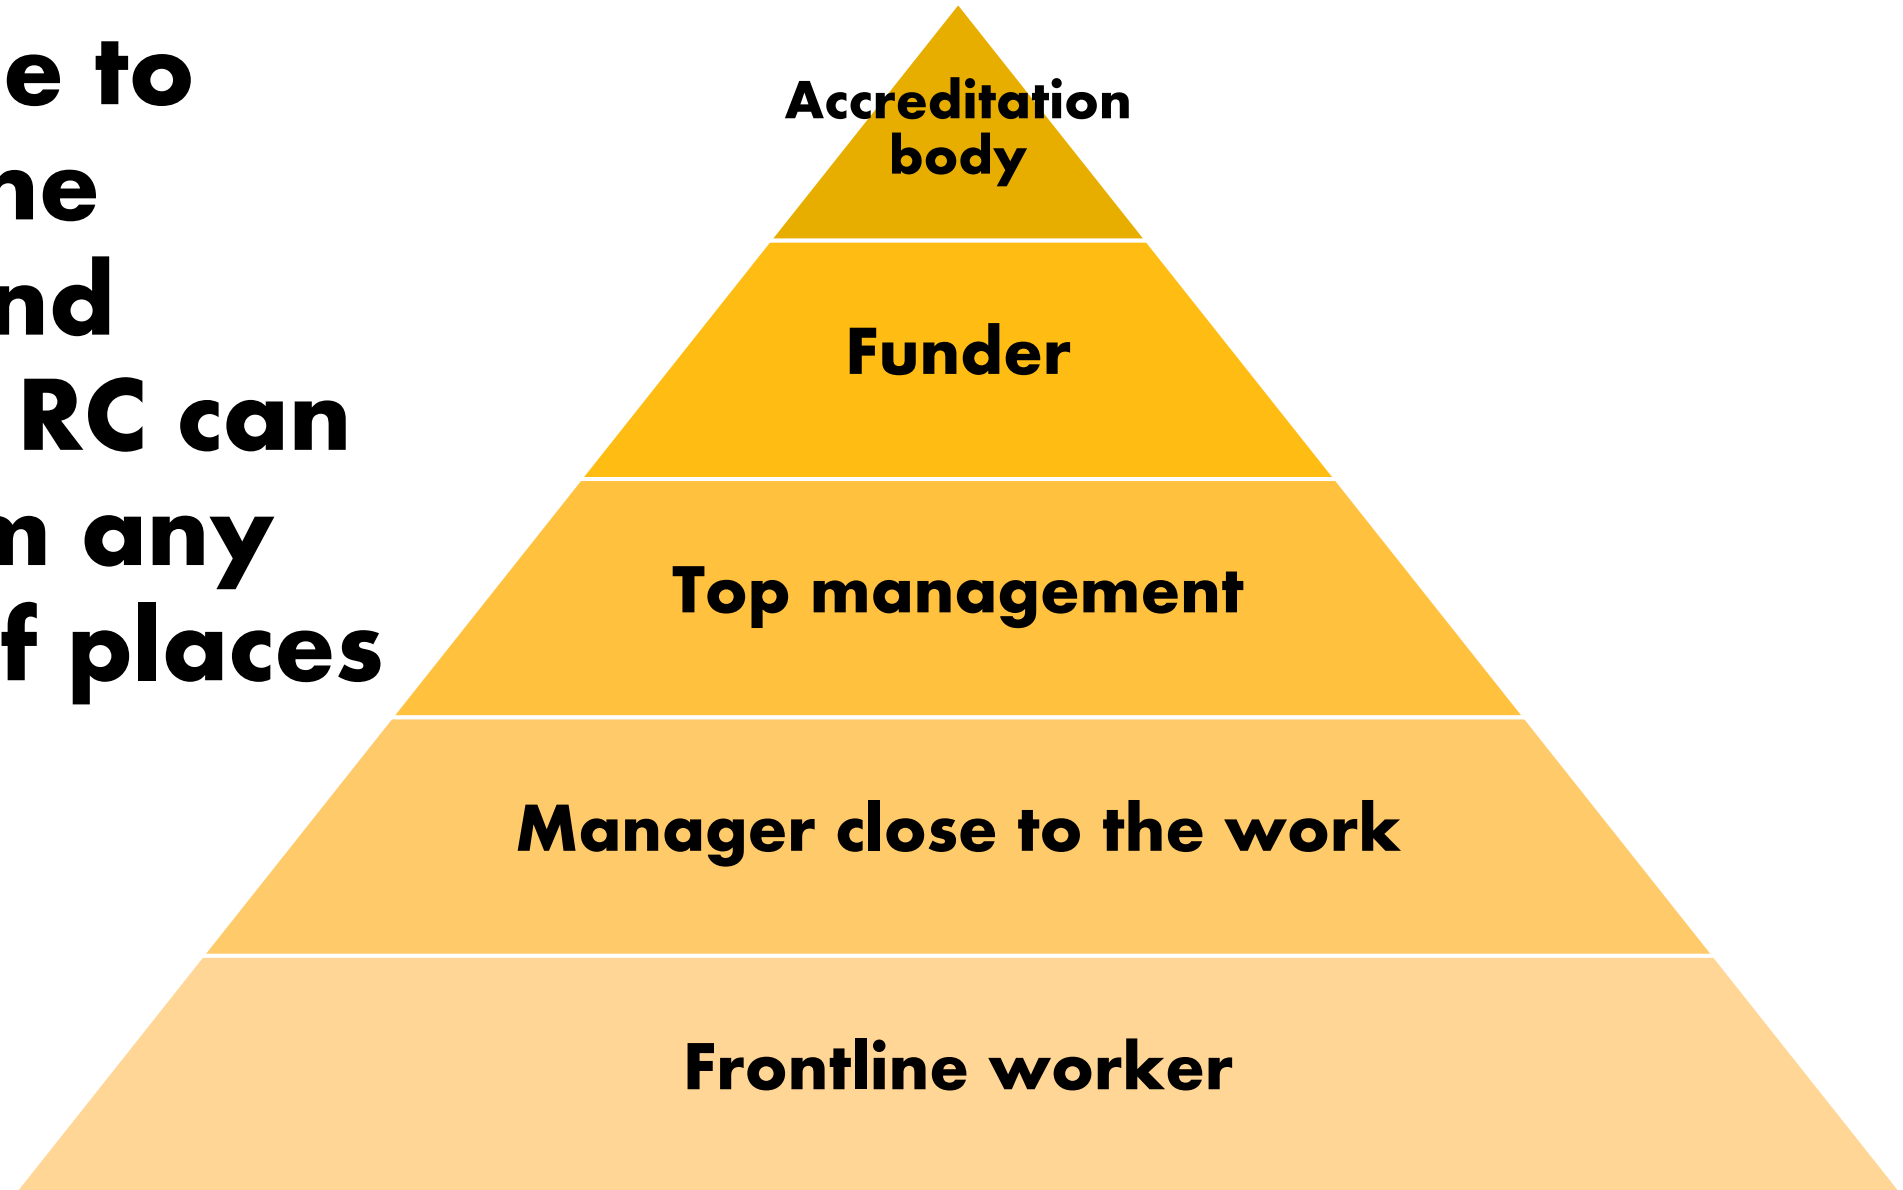 e to
ne
nd
RC can
m any
f places
Accreditation
body
Funder
Top management
Manager close to the work
Frontline worker